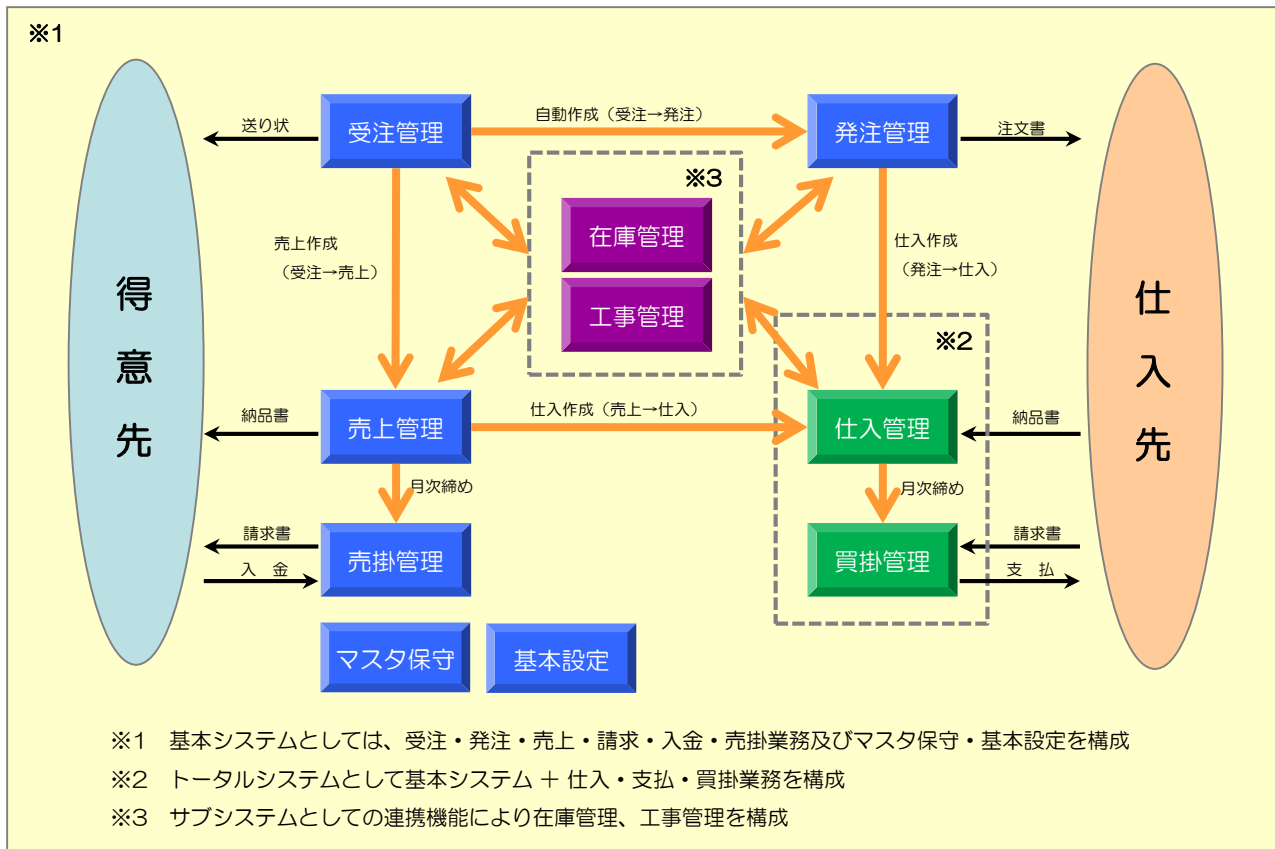 ※1
送り状
受注管理
自動作成（受注→発注）
発注管理
注文書
※3
在庫管理
工事管理
売上作成
（受注→売上）
仕入作成
（発注→仕入）
得意先
仕入先
※2
納品書
売上管理
仕入作成（売上→仕入）
仕入管理
納品書
月次締め
月次締め
請求書
入　金
売掛管理
買掛管理
請求書
支　払
マスタ保守
基本設定
※1　基本システムとしては、受注・発注・売上・請求・入金・売掛業務及びマスタ保守・基本設定を構成
※2　トータルシステムとして基本システム ＋ 仕入・支払・買掛業務を構成
※3　サブシステムとしての連携機能により在庫管理、工事管理を構成